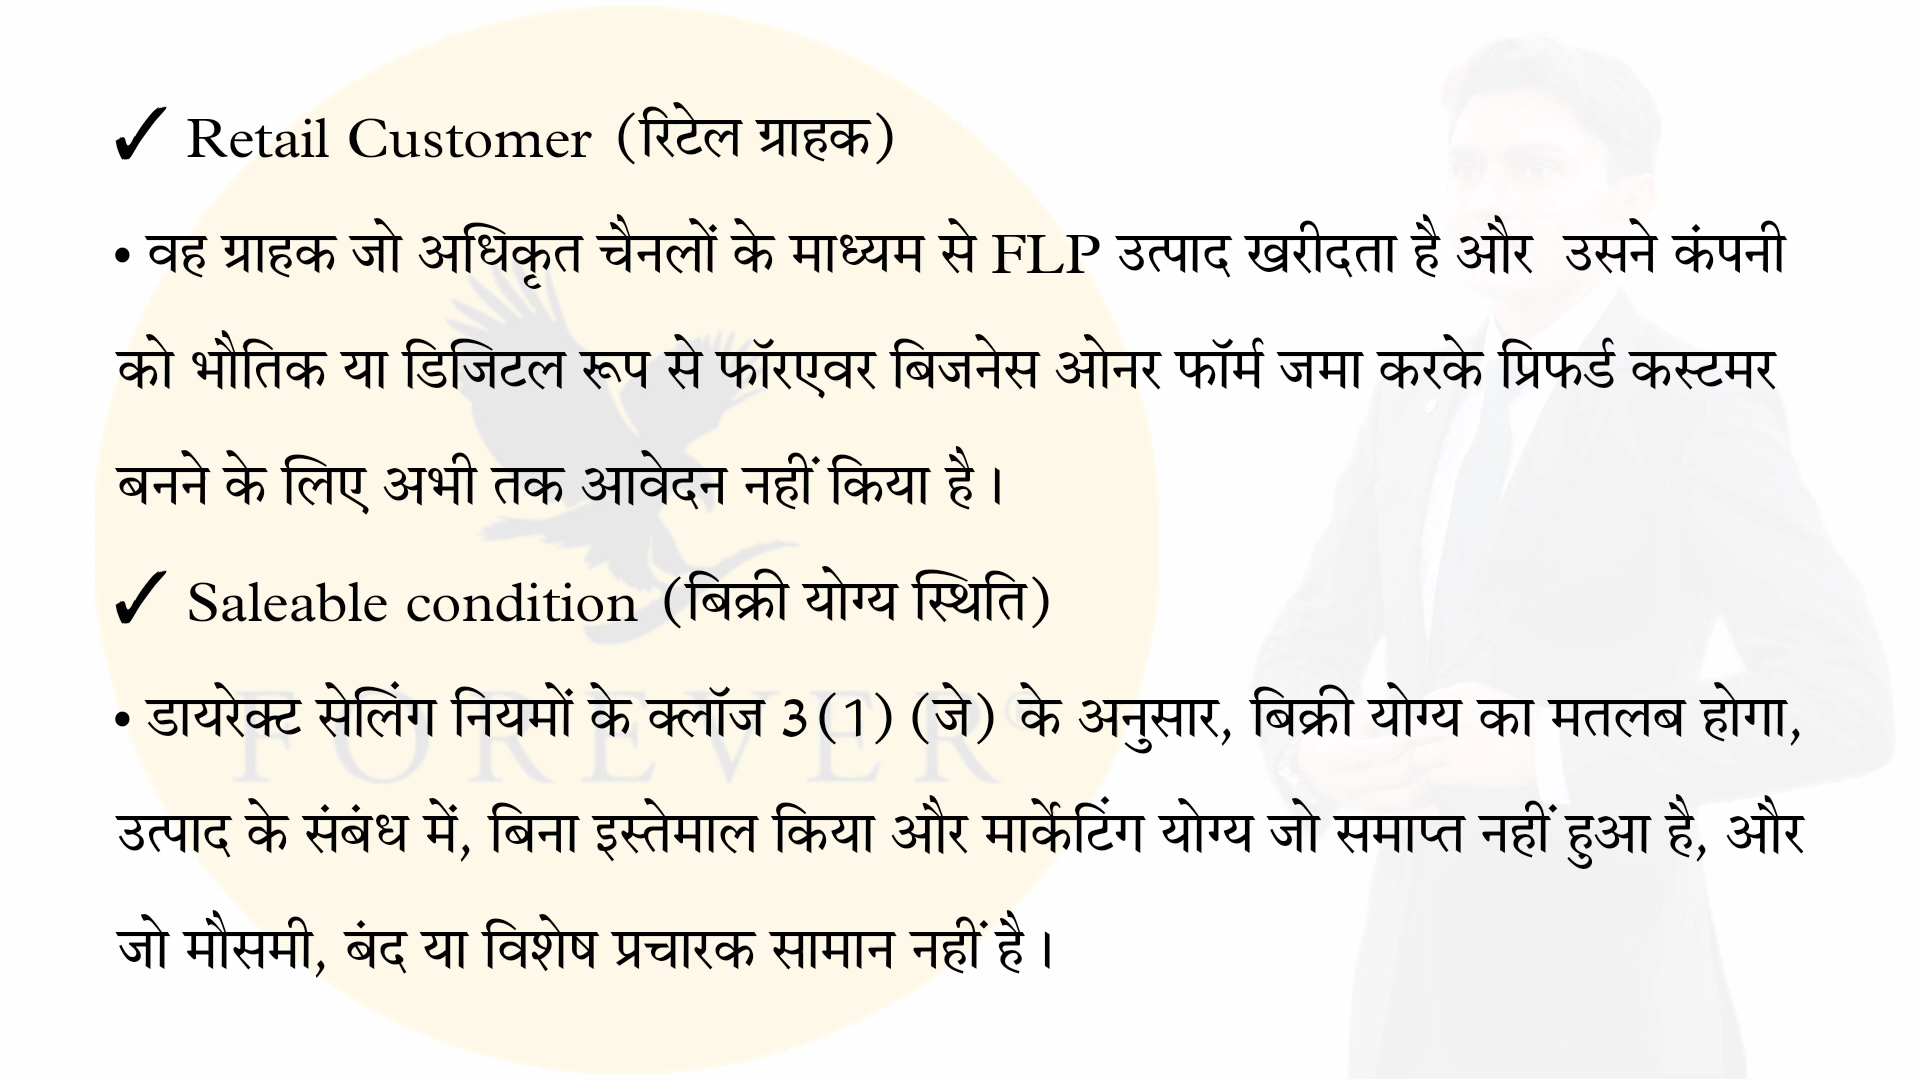 ✓ Retail Customer (रिटेल ग्राहक)
• वह ग्राहक जो अधिकृत चैनलों के माध्यम से FLP उत्पाद खरीदता है और उसने कंपनी
को भौतिक या डिजिटल रूप से फॉरएवर बिजनेस ओनर फॉर्म जमा करके प्रिफर्ड कस्टमर
बनने के लिए अभी तक आवेदन नहीं किया है।
✓ Saleable condition (बिक्री योग्य स्थिति)
• डायरेक्ट सेलिंग नियमों के क्लॉज 3(1)(जे) के अनुसार, बिक्री योग्य का मतलब होगा,
उत्पाद के संबंध में, बिना इस्तेमाल किया और मार्केटिंग योग्य जो समाप्त नहीं हुआ है, और
जो मौसमी, बंद या विशेष प्रचारक सामान नहीं है।
FOREVER®